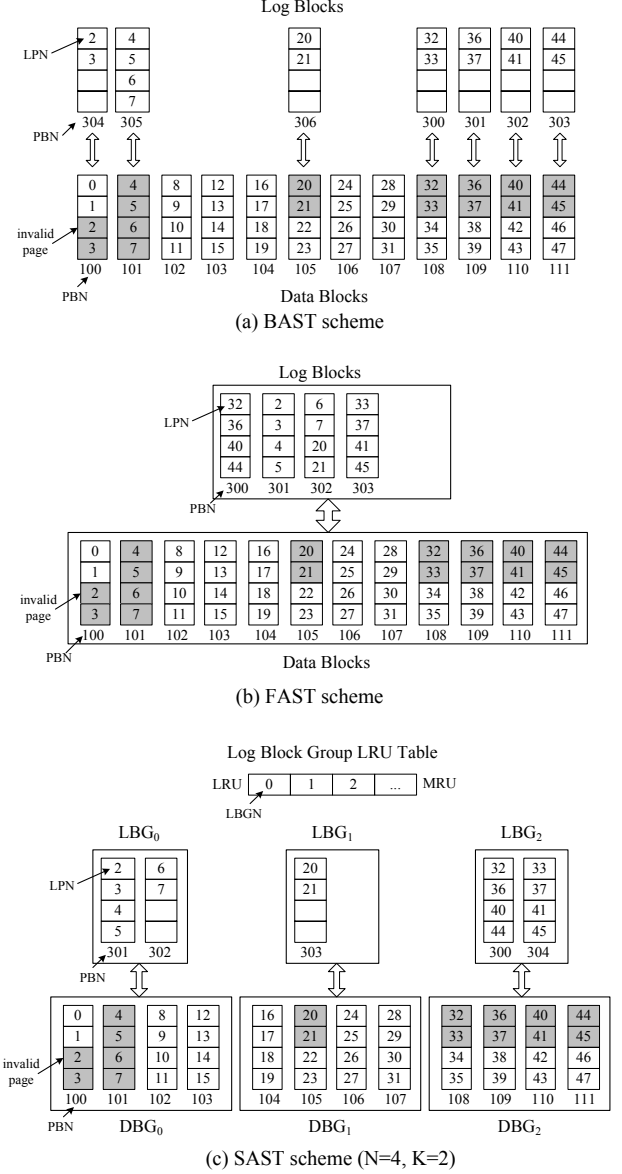 Log Blocks
2 4 20 32 36 40 44
LPN
3 5 21 33 37 41 45
6
7
304 305 306 300 301 302 303
PBN
0 4 8 12 16 20 24 28 32 36 40 44
1 5 9 13 17 21 25 29 33 37 41 45
invalid
page
2 6 10 14 18 22 26 30 34 38 42 46
3 7 11 15 19 23 27 31 35 39 43 47
100 101 102 103 104 105 106 107 108 109 110 111
PBN
Data Blocks
(a) BAST scheme
Log Blocks
32 2 6 33
LPN
36 3 7 37
40 4 20 41
44 5 21 45
300 301 302 303
PBN
0 4 8 12 16 20 24 28 32 36 40 44
1 5 9 13 17 21 25 29 33 37 41 45
invalid
page
2 6 10 14 18 22 26 30 34 38 42 46
3 7 11 15 19 23 27 31 35 39 43 47
100 101 102 103 104 105 106 107 108 109 110 111
PBN
Data Blocks
(b) FAST scheme
Log Block Group LRU Table
LRU 0 1 2 ... MRU
LBGN
LBG0 LBG1 LBG2
2 6 20 32 33
LPN
3 7 21 36 37
4 40 41
5 44 45
301 302 303 300 304
PBN
0 4 8 12 16 20 24 28 32 36 40 44
1 5 9 13 17 21 25 29 33 37 41 45
invalid
page
2 6 10 14 18 22 26 30 34 38 42 46
3 7 11 15 19 23 27 31 35 39 43 47
100 101 102 103 104 105 106 107 108 109 110 111
PBN
DBG0 DBG1 DBG2
(c) SAST scheme (N=4, K=2)